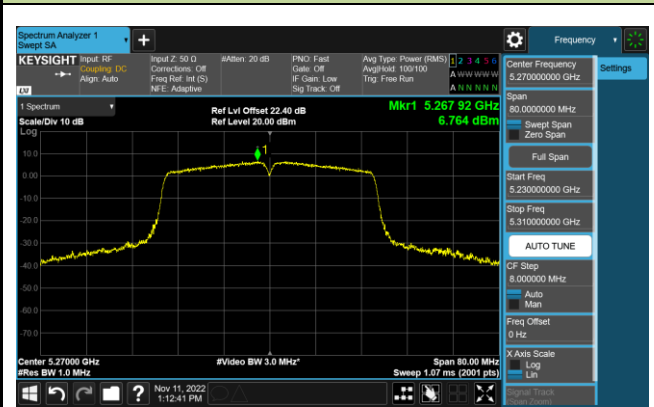 Spectrum Analyzer 1
Swept SA
+
Frequency
KEYSIGHT
Input: RF
Coupling: DC
Align: Auto
Input Z: 50 Ω
Corrections: Off
Freq Ref: Int (S)
NFE: Adaptive
#Atten: 20 dB
PNO: Fast
Gate: Off
IF Gain: Low
Sig Track: Off
Avg Type: Power (RMS)
Avg|Hold: 100/100
Trig: Free Run
1 2 3 4 5 6
A W W W W W
A N N N N N
LXI
1 Spectrum
Scale/Div 10 dB
Ref Lvl Offset 22.40 dB
Ref Level 20.00 dBm
Mkr1 5.267 92 GHz
6.764 dBm
Log
10.0
0.00
-10.0
-20.0
-30.0
-40.0
-50.0
-60.0
-70.0
1
Center 5.27000 GHz
#Res BW 1.0 MHz
#Video BW 3.0 MHz*
Span 80.00 MHz
Sweep 1.07 ms (2001 pts)
Center Frequency
5.270000000 GHz
Settings
Span
80.0000000 MHz
Swept Span
Zero Span
Full Span
Start Freq
5.230000000 GHz
Stop Freq
5.310000000 GHz
AUTO TUNE
CF Step
8.000000 MHz
Auto
Man
Freq Offset
0 Hz
X Axis Scale
Log
Lin
Signal Track
(Span Zoom)
?
Nov 11, 2022
1:12:41 PM